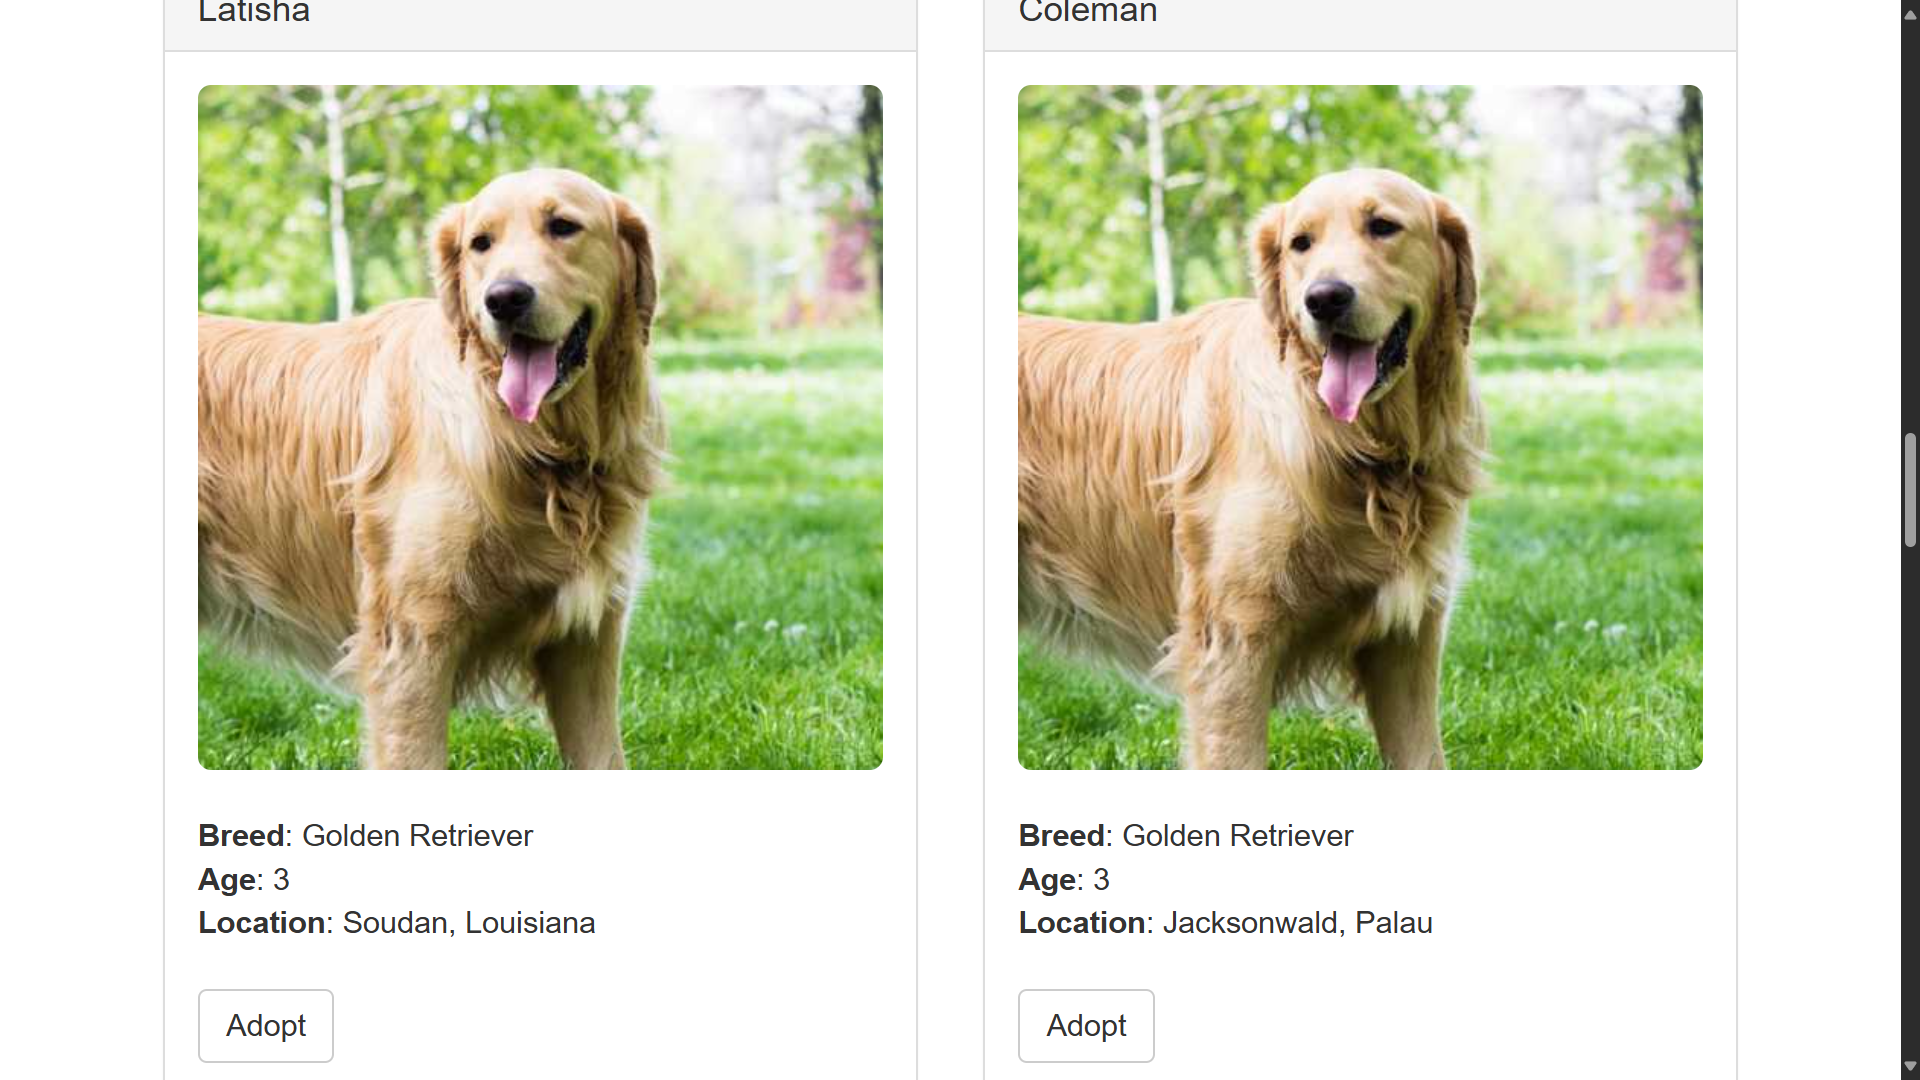 Latisha
Coleman
Breed: Golden Retriever
Age: 3
Location: Soudan, Louisiana
Adopt
Breed: Golden Retriever
Age: 3
Location: Jacksonwald, Palau
Adopt